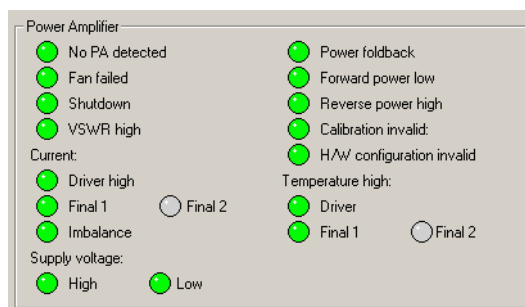 Power Amplifier
No PA detected
Fan failed
Shutdown
VSWR high
Current:
Driver high
Final 1 Final 2
Imbalance
Supply voltage:
High Low
Power foldback
Forward power low
Reverse power high
Calibration invalid:
H/W configuration invalid
Temperature high:
Driver
Final 1 Final 2